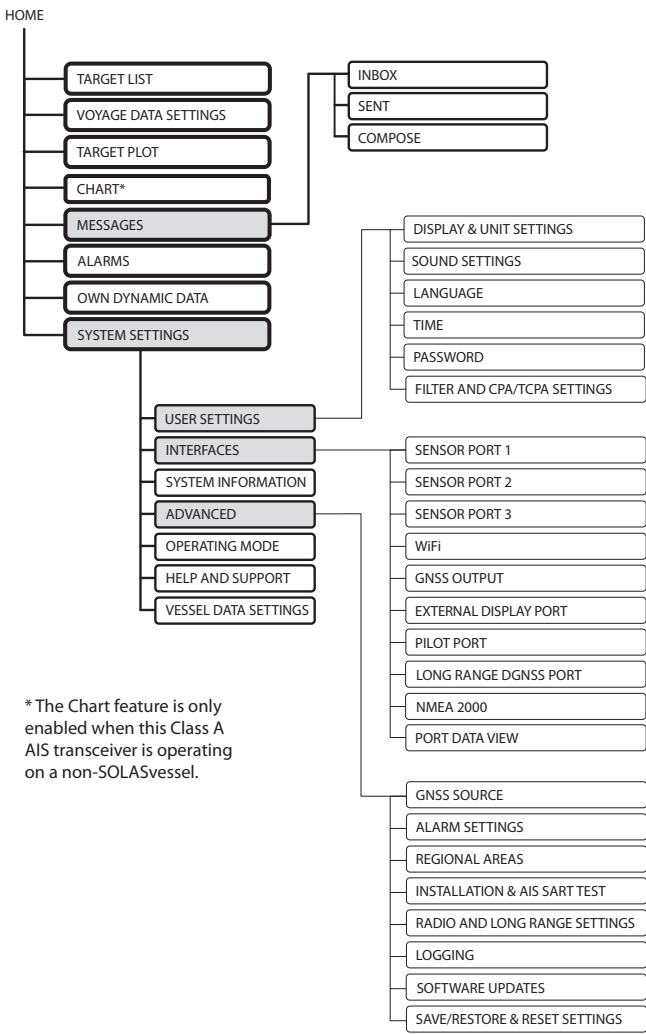 HOME
TARGET LIST
VOYAGE DATA SETTINGS
TARGET PLOT
CHART*
MESSAGES
ALARMS
OWN DYNAMIC DATA
SYSTEM SETTINGS
INBOX
SENT
COMPOSE
USER SETTINGS
INTERFACES
SYSTEM INFORMATION
ADVANCED
OPERATING MODE
HELP AND SUPPORT
VESSEL DATA SETTINGS
DISPLAY & UNIT SETTINGS
SOUND SETTINGS
LANGUAGE
TIME
PASSWORD
FILTER AND CPA/TCPA SETTINGS
SENSOR PORT 1
SENSOR PORT 2
SENSOR PORT 3
WiFi
GNSS OUTPUT
EXTERNAL DISPLAY PORT
PILOT PORT
LONG RANGE DGNSS PORT
NMEA 2000
PORT DATA VIEW
GNSS SOURCE
ALARM SETTINGS
REGIONAL AREAS
INSTALLATION & AIS SART TEST
RADIO AND LONG RANGE SETTINGS
LOGGING
SOFTWARE UPDATES
SAVE/RESTORE & RESET SETTINGS
* The Chart feature is only
enabled when this Class A
AIS transceiver is operating
on a non-SOLASvessel.